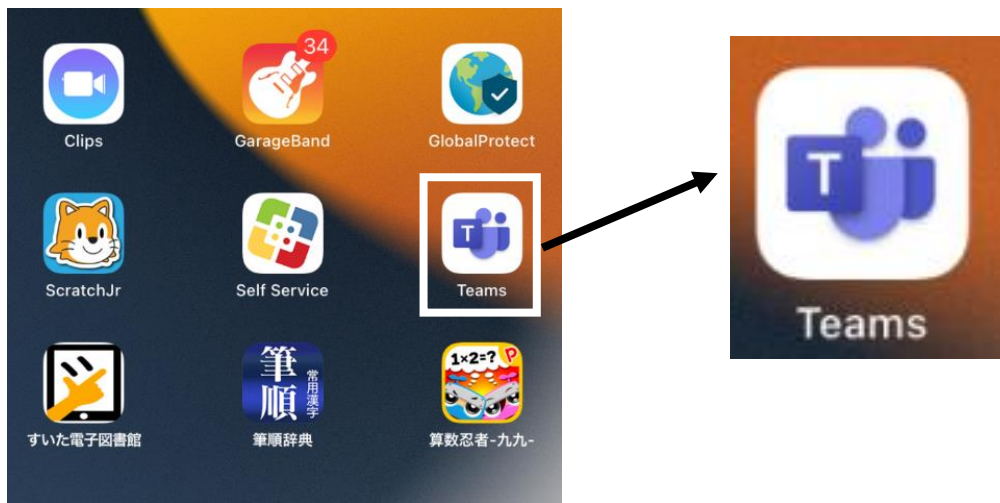 34
Clips
GarageBand
GlobalProtect
T
ScratchJr
Self Service
Teams
筆順
常用漢字
1×2=?
P
すいた電子図書館
筆順辞典
算数忍者-九九-
T
Teams